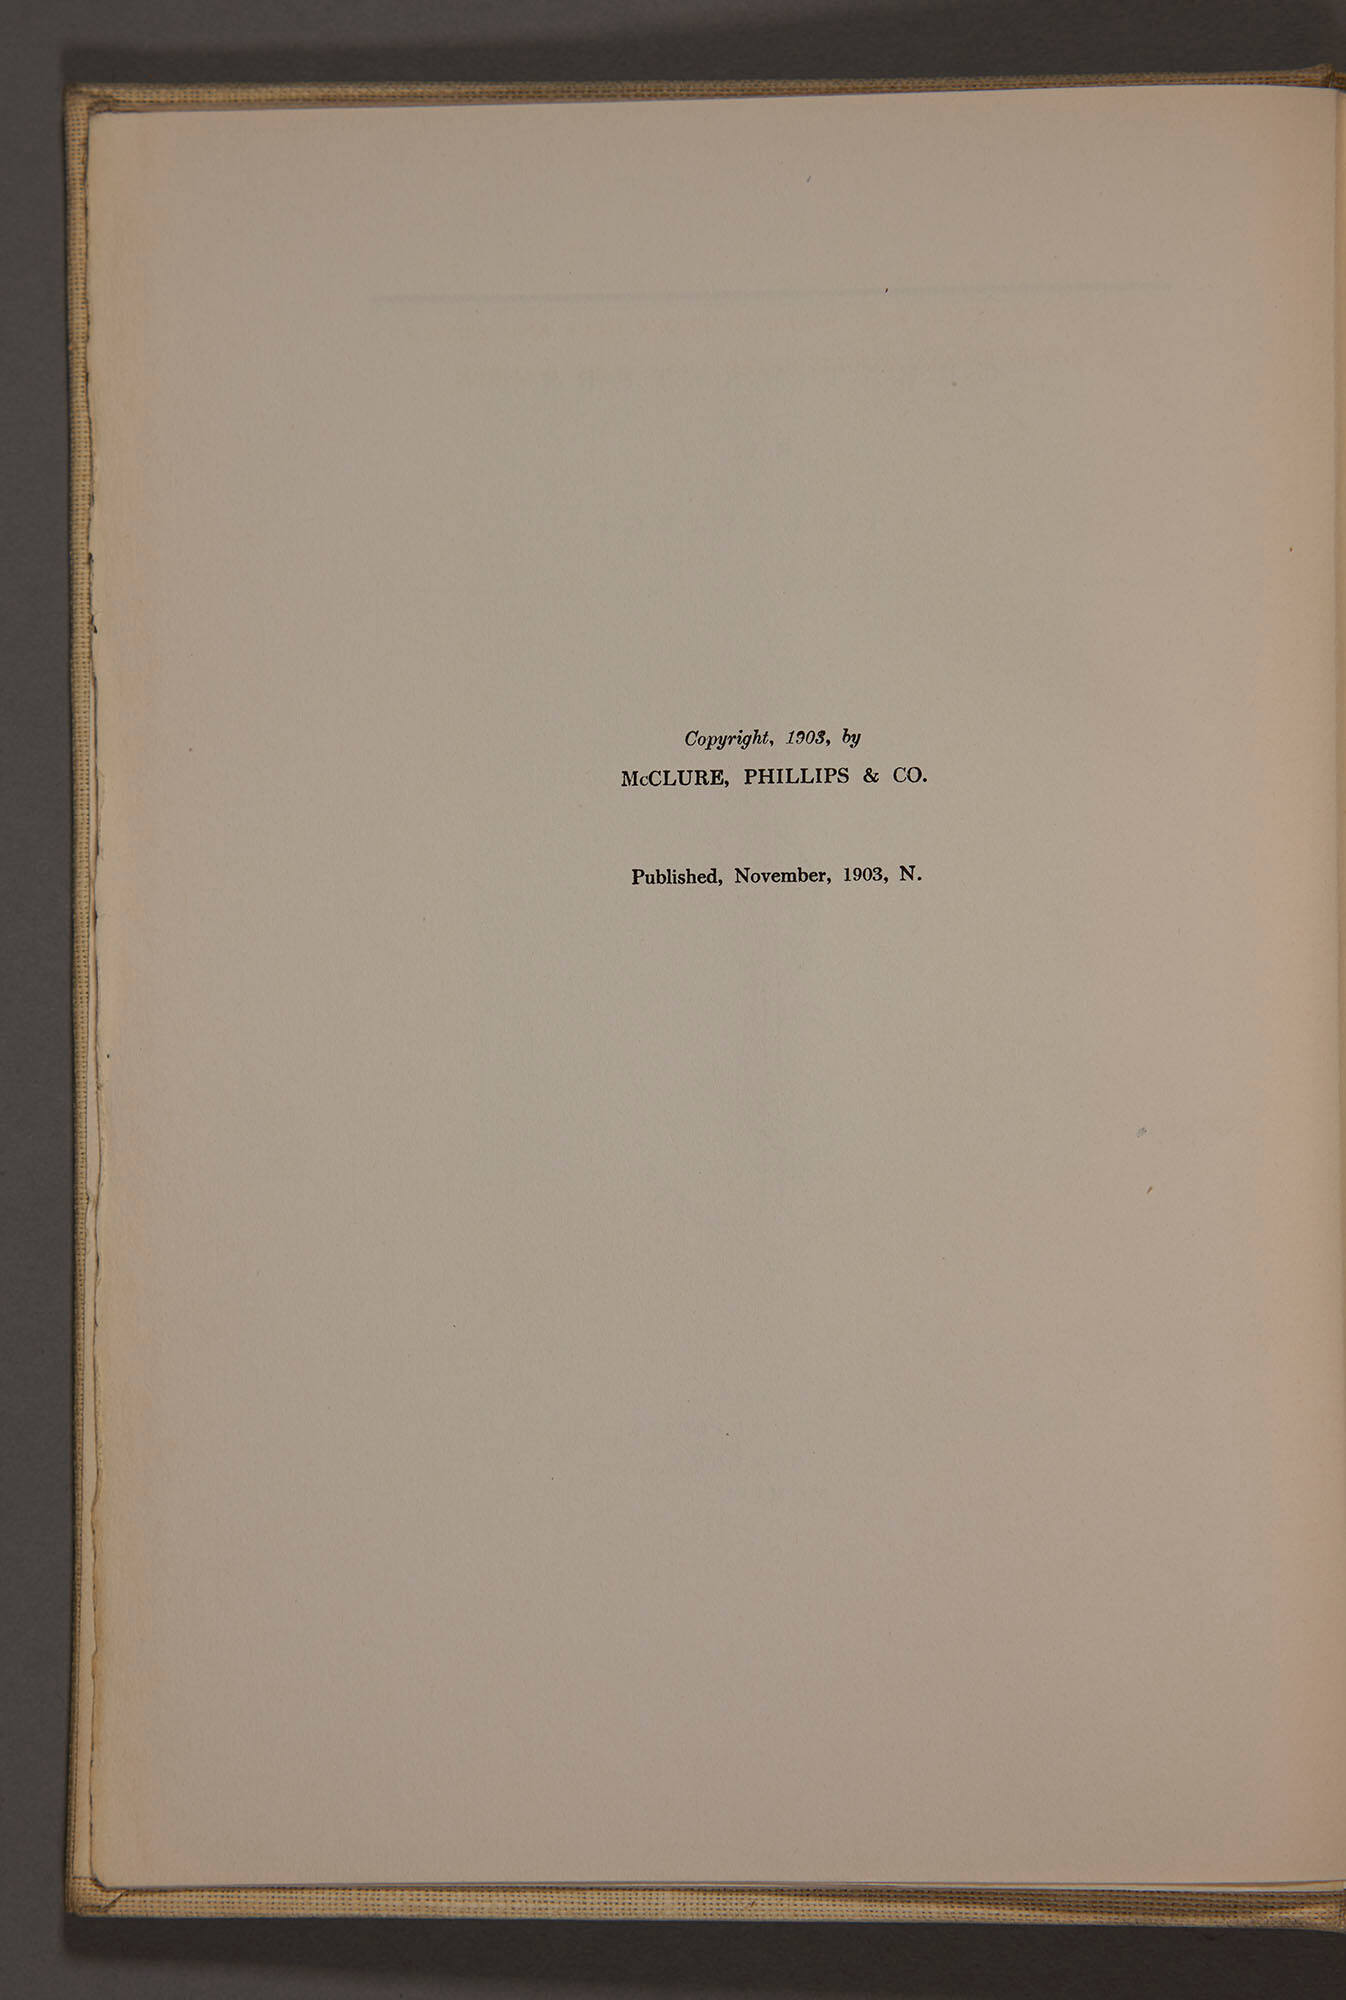 Copyright, 1903, by
McCLURE, PHILLIPS & CO.
Published, November, 1903, N.